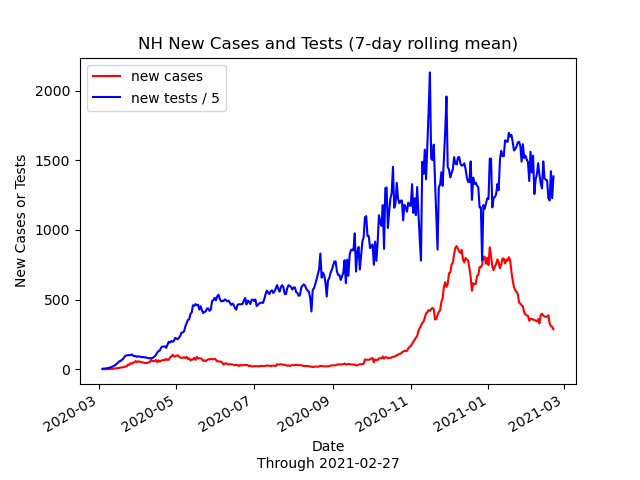 NH New Cases and Tests (7-day rolling mean)
new cases
new tests / 5
New Cases or Tests
2000
1500
1000
500
0
2020-03
2020-05
2020-07
2020-09
2020-11
2021-01
2021-03
Date
Through 2021-02-27